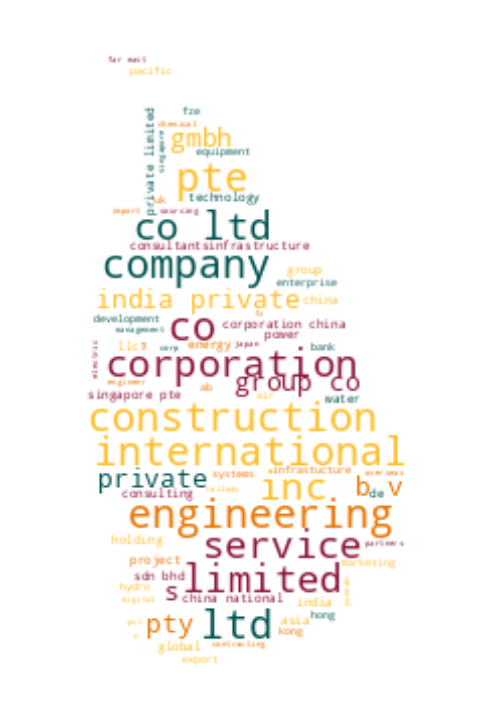 far east
pacific
private limited
fze
chemical
singapore
gmbh
equipment
pte
technology
uk
import sourcing
co ltd
consultants infrastructure
company
group
enterprise
india private
china
development
management
co
corporation china
power
electric
llc
corp
energy
japan
bank
corporation
engineer
group co
ab
singapore pte
air
water
construction
international
systems
infrastucture
overseas
private
inc
b v
consulting
railway
de
engineering
holding
service
partners
project
marketing
sdn bhd
limited
hydro
s
china national
digital
india
hong
pty
ltd
asia
kong
global
contracting
export